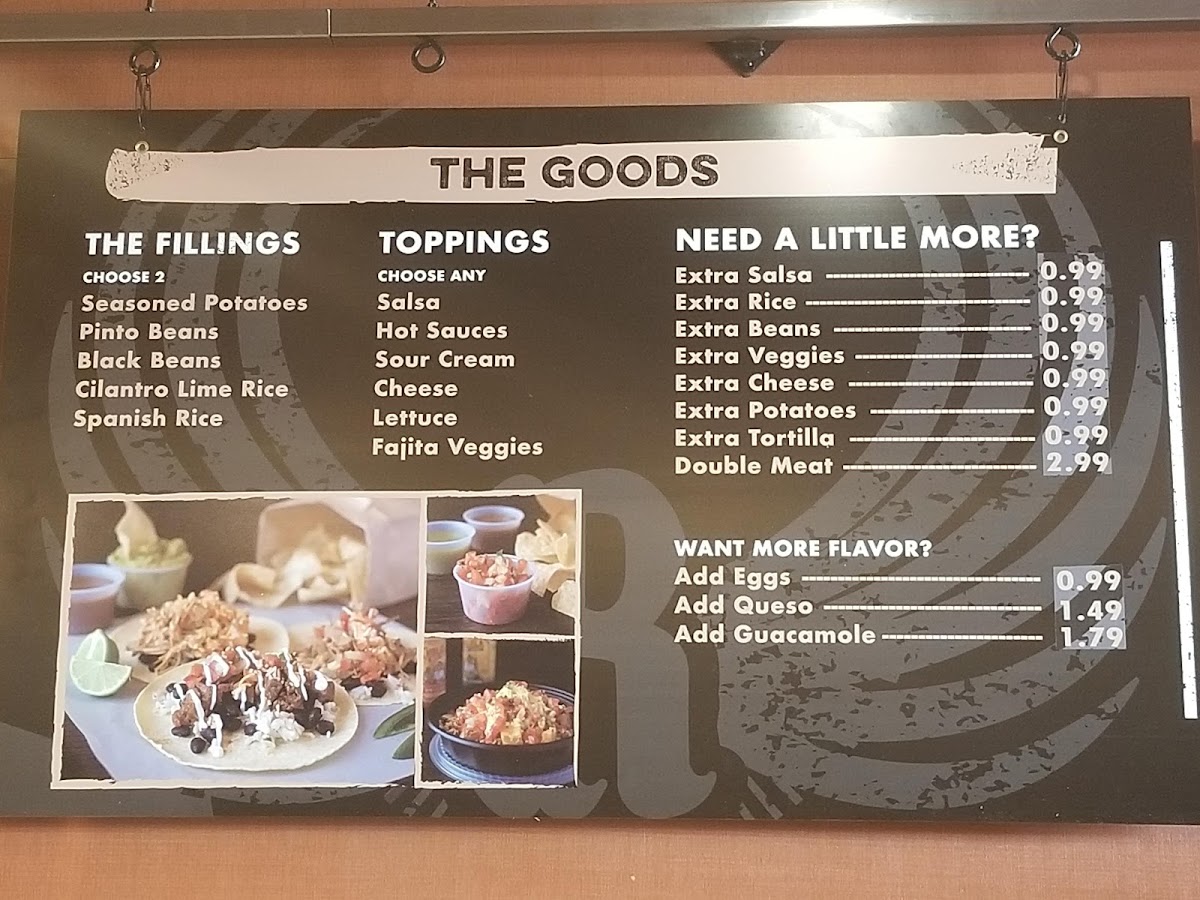 THE GOODS
THE FILLINGS
CHOOSE 2
Seasoned Potatoes
Pinto Beans
Black Beans
Cilantro Lime Rice
Spanish Rice
TOPPINGS
CHOOSE ANY
Salsa
Hot Sauces
Sour Cream
Cheese
Lettuce
Fajita Veggies
NEED A LITTLE MORE?
Extra Salsa 0.99
Extra Rice 0.99
Extra Beans 0.99
Extra Veggies 0.99
Extra Cheese 0.99
Extra Potatoes 0.99
Extra Tortilla 0.99
Double Meat 2.99
WANT MORE FLAVOR?
Add Eggs 0.99
Add Queso 1.49
Add Guacamole 1.79
R